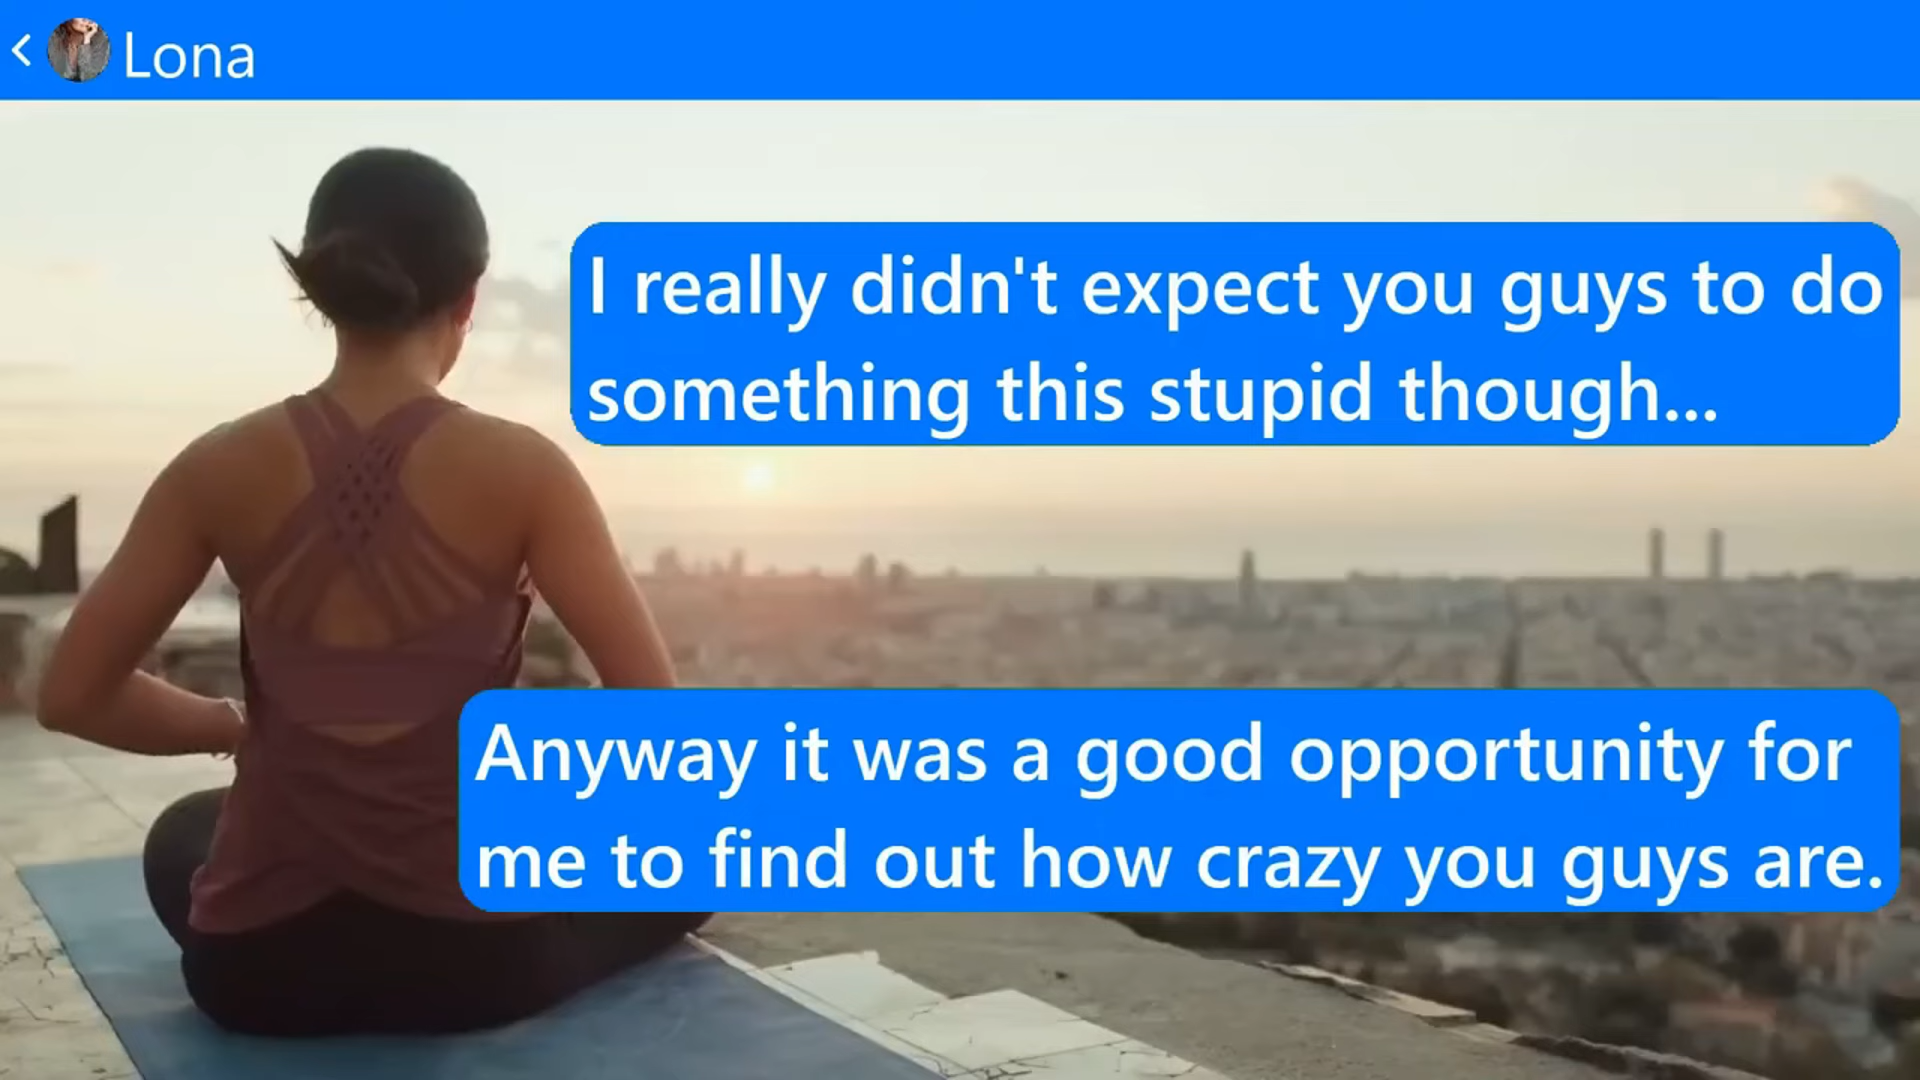 Lona
I really didn't expect you guys to do
something this stupid though...
Anyway it was a good opportunity for
me to find out how crazy you guys are.